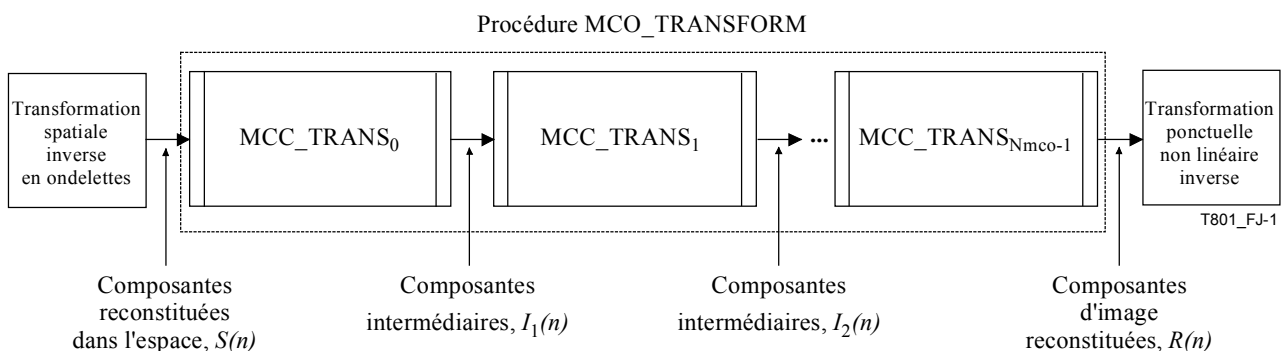 Procédure MCO_TRANSFORM
Transformation
spatiale
inverse
en ondelettes
MCC_TRANS0
MCC_TRANS1
...
MCC_TRANSNmco-1
Transformation
ponctuelle
non linéaire
inverse
T801_FJ-1
Composantes
reconstituées
dans l'espace, S(n)
Composantes
intermédiaires, I1(n)
Composantes
intermédiaires, I2(n)
Composantes
d'image
reconstituées, R(n)